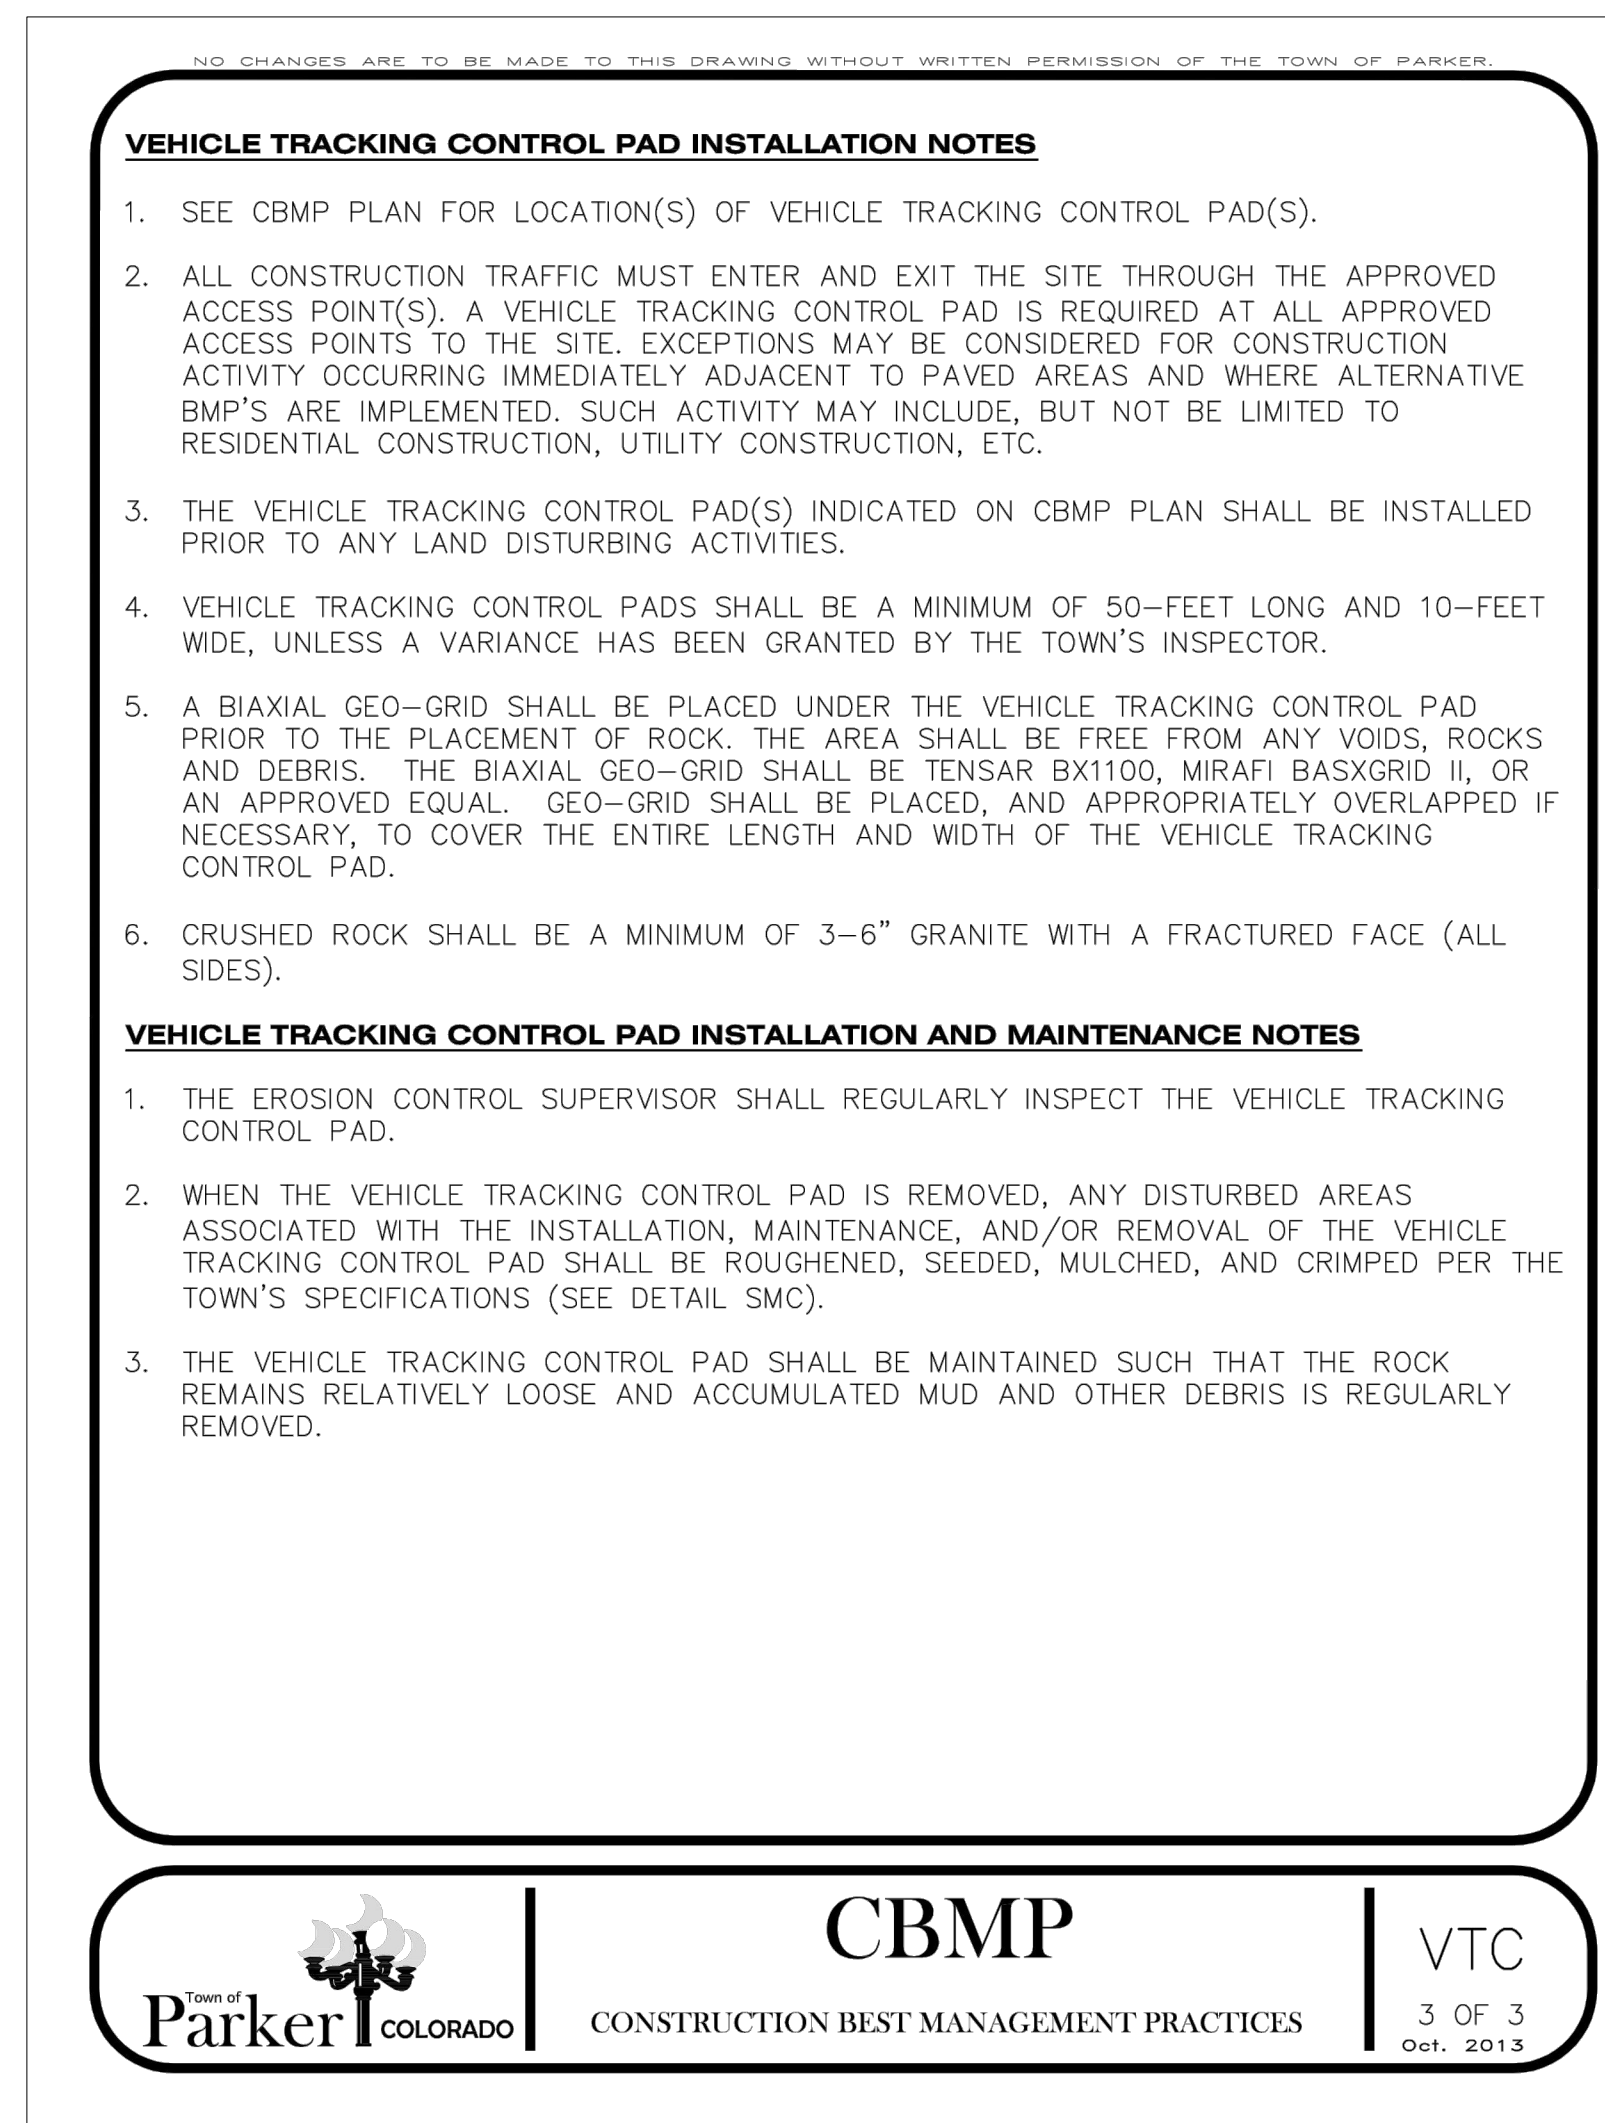 NO CHANGES ARE TO BE MADE TO THIS DRAWING WITHOUT WRITTEN PERMISSION OF THE TOWN OF PARKER.
VEHICLE TRACKING CONTROL PAD INSTALLATION NOTES
1. SEE CBMP PLAN FOR LOCATION(S) OF VEHICLE TRACKING CONTROL PAD(S).
2. ALL CONSTRUCTION TRAFFIC MUST ENTER AND EXIT THE SITE THROUGH THE APPROVED
ACCESS POINT(S). A VEHICLE TRACKING CONTROL PAD IS REQUIRED AT ALL APPROVED
ACCESS POINTS TO THE SITE. EXCEPTIONS MAY BE CONSIDERED FOR CONSTRUCTION
ACTIVITY OCCURRING IMMEDIATELY ADJACENT TO PAVED AREAS AND WHERE ALTERNATIVE
BMP'S ARE IMPLEMENTED. SUCH ACTIVITY MAY INCLUDE, BUT NOT BE LIMITED TO
RESIDENTIAL CONSTRUCTION, UTILITY CONSTRUCTION, ETC.
3. THE VEHICLE TRACKING CONTROL PAD(S) INDICATED ON CBMP PLAN SHALL BE INSTALLED
PRIOR TO ANY LAND DISTURBING ACTIVITIES.
4. VEHICLE TRACKING CONTROL PADS SHALL BE A MINIMUM OF 50–FEET LONG AND 10–FEET
WIDE, UNLESS A VARIANCE HAS BEEN GRANTED BY THE TOWN'S INSPECTOR.
5. A BIAXIAL GEO–GRID SHALL BE PLACED UNDER THE VEHICLE TRACKING CONTROL PAD
PRIOR TO THE PLACEMENT OF ROCK. THE AREA SHALL BE FREE FROM ANY VOIDS, ROCKS
AND DEBRIS. THE BIAXIAL GEO–GRID SHALL BE TENSAR BX1100, MIRAFI BASXGRID II, OR
AN APPROVED EQUAL. GEO–GRID SHALL BE PLACED, AND APPROPRIATELY OVERLAPPED IF
NECESSARY, TO COVER THE ENTIRE LENGTH AND WIDTH OF THE VEHICLE TRACKING
CONTROL PAD.
6. CRUSHED ROCK SHALL BE A MINIMUM OF 3–6" GRANITE WITH A FRACTURED FACE (ALL
SIDES).
VEHICLE TRACKING CONTROL PAD INSTALLATION AND MAINTENANCE NOTES
1. THE EROSION CONTROL SUPERVISOR SHALL REGULARLY INSPECT THE VEHICLE TRACKING
CONTROL PAD.
2. WHEN THE VEHICLE TRACKING CONTROL PAD IS REMOVED, ANY DISTURBED AREAS
ASSOCIATED WITH THE INSTALLATION, MAINTENANCE, AND/OR REMOVAL OF THE VEHICLE
TRACKING CONTROL PAD SHALL BE ROUGHENED, SEEDED, MULCHED, AND CRIMPED PER THE
TOWN'S SPECIFICATIONS (SEE DETAIL SMC).
3. THE VEHICLE TRACKING CONTROL PAD SHALL BE MAINTAINED SUCH THAT THE ROCK
REMAINS RELATIVELY LOOSE AND ACCUMULATED MUD AND OTHER DEBRIS IS REGULARLY
REMOVED.
Town of
Parker
COLORADO
CBMP
CONSTRUCTION BEST MANAGEMENT PRACTICES
VTC
3 OF 3
Oct. 2013